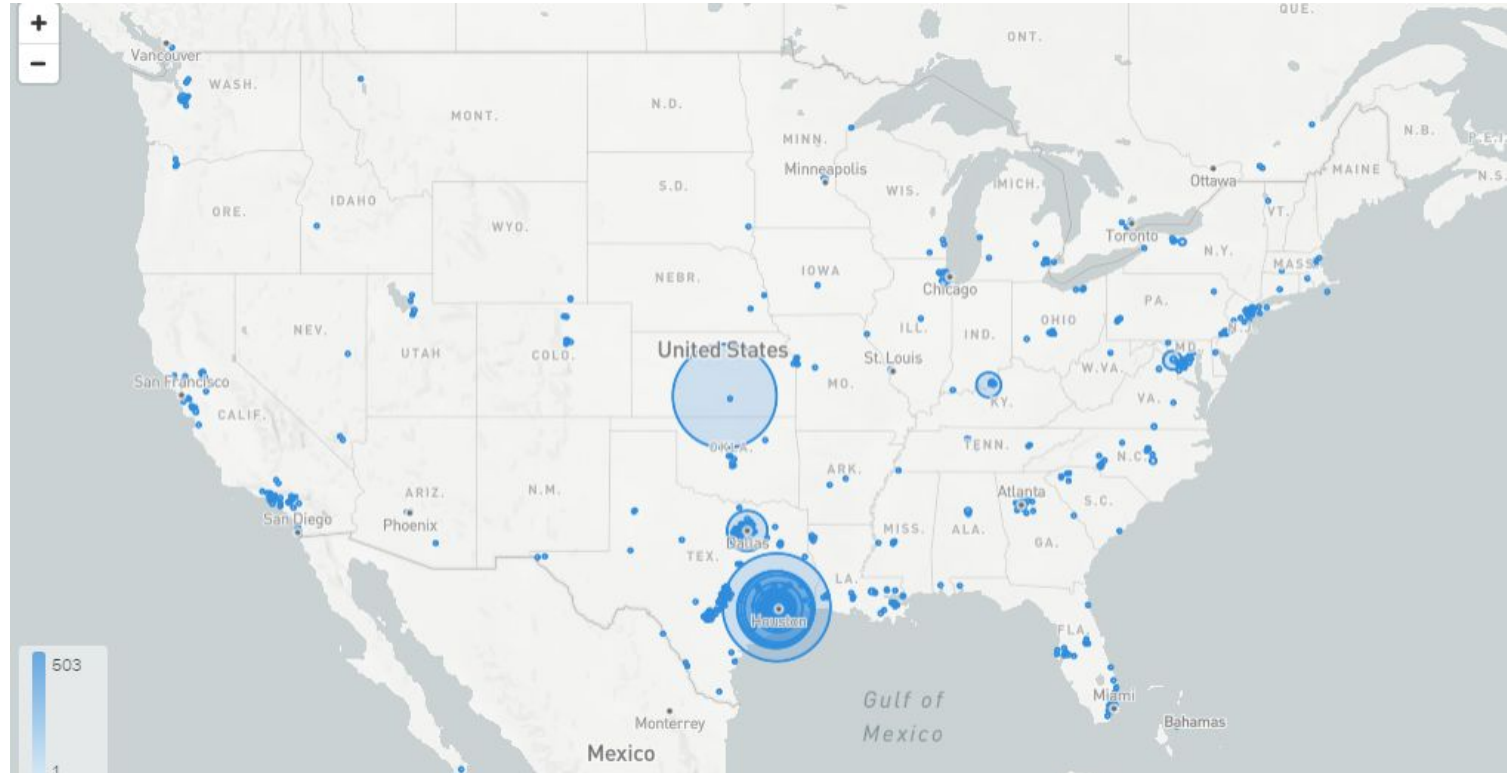 +
−
QUE.
ONT.
Vancouver
WASH.
MONT.
N.D.
MINN.
N.B.
P.E.I.
Minneapolis
Ottawa
MAINE
N.S.
IDAHO
S.D.
WIS.
MICH.
ORE.
WYO.
VT.
Toronto
N.Y.
MASS.
NEBR.
IOWA
Chicago
PA.
NEV.
UTAH
COLO.
ILL.
IND.
OHIO
N.J.
United States
St. Louis
MD.
San Francisco
CALIF.
MO.
W.VA.
KY.
VA.
OKLA.
TENN.
N.C.
ARIZ.
N.M.
ARK.
Atlanta
S.C.
San Diego
Phoenix
Dallas
MISS.
ALA.
GA.
TEX.
LA.
Houston
FLA.
503
Gulf of
Mexico
Miami
Monterrey
Bahamas
Mexico
1